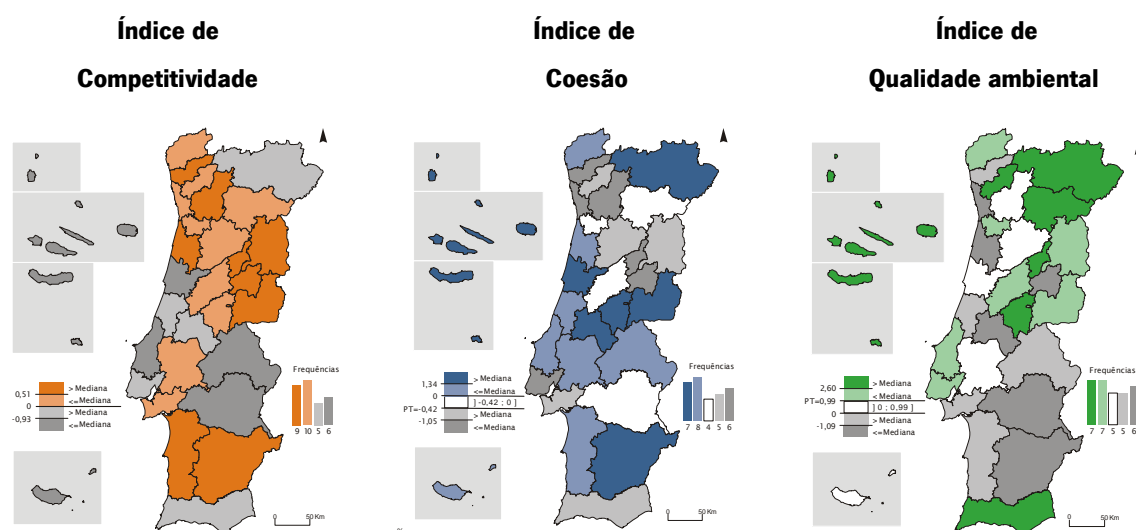 Índice de
Competitividade
0,51
0
-0,93
> Mediana
<=Mediana
> Mediana
<=Mediana
Frequências
9 10 5 6
0 50 Km
Índice de
Coesão
1,34
0
PT=-0,42
-1,05
> Mediana
<=Mediana
] -0,42 ; 0 ]
> Mediana
<=Mediana
Frequências
7 8 4 5 6
0 50 Km
Índice de
Qualidade ambiental
2,60
PT=0,99
0
-1,09
> Mediana
< Mediana
] 0 ; 0,99 ]
> Mediana
<=Mediana
Frequências
7 7 5 5 6
0 50 Km